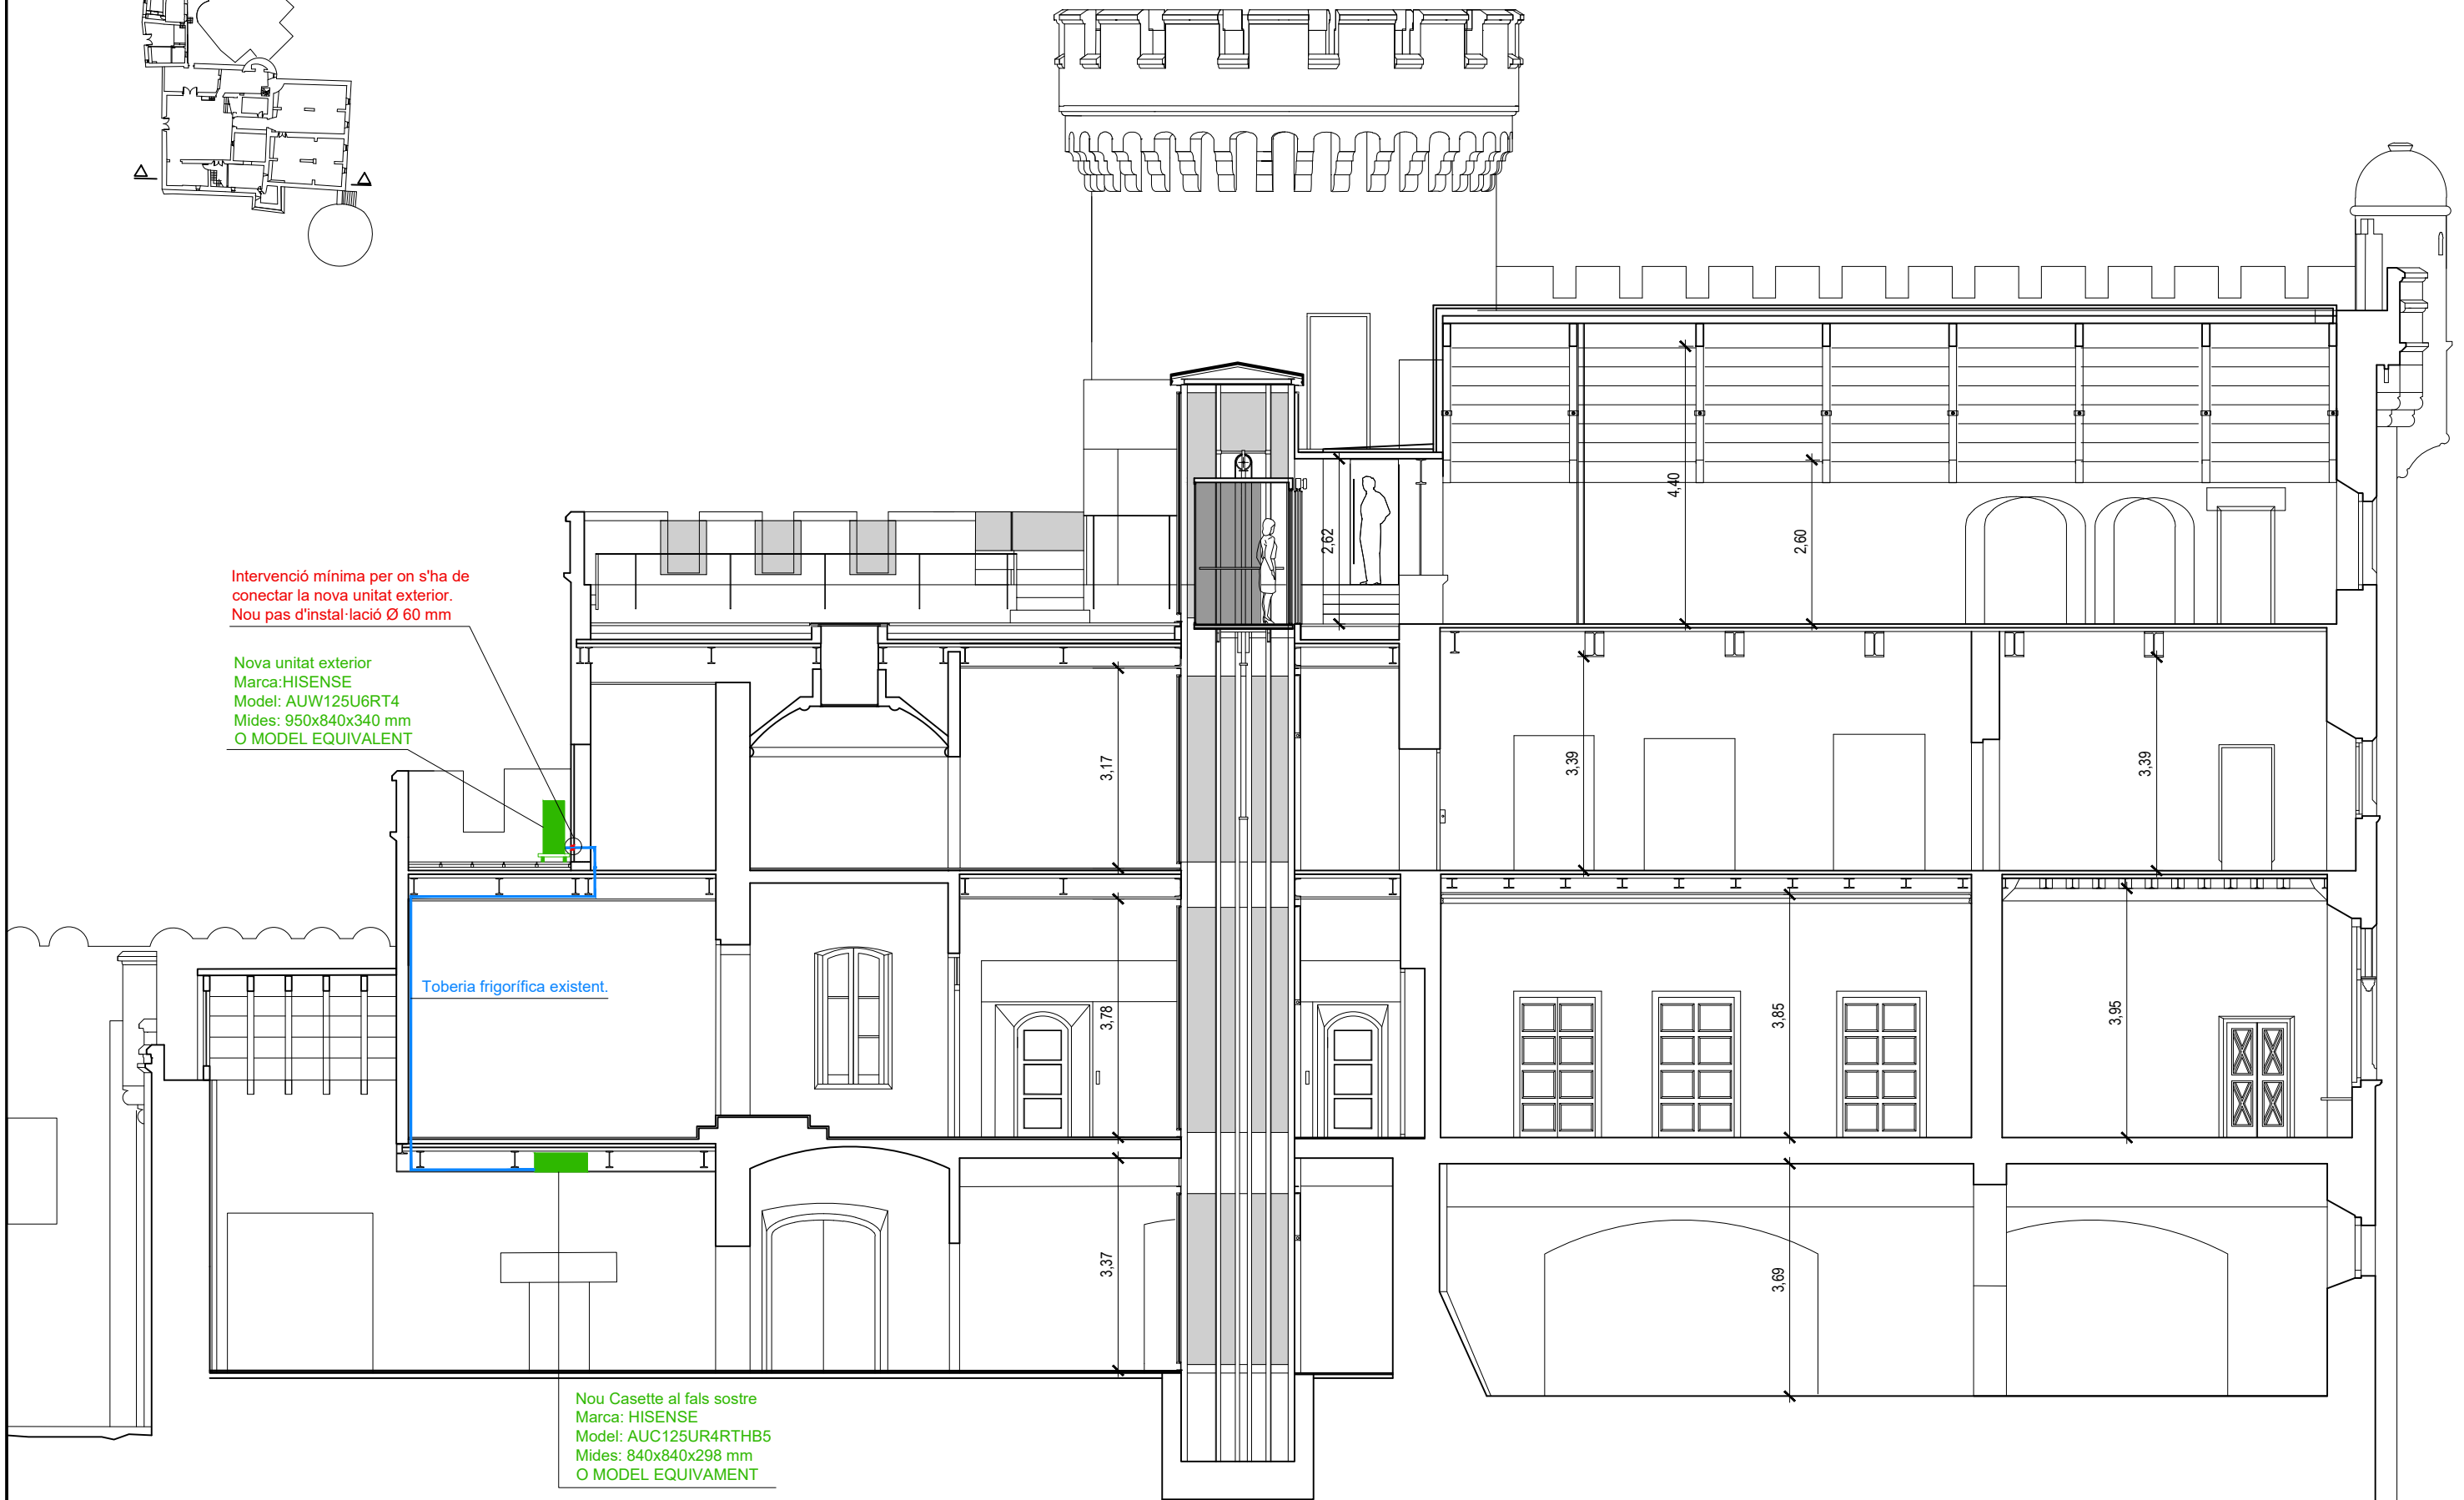 Intervenció mínima per on s'ha de
conectar la nova unitat exterior.
Nou pas d'instal·lació Ø 60 mm
Nova unitat exterior
Marca:HISENSE
Model: AUW125U6RT4
Mides: 950x840x340 mm
O MODEL EQUIVALENT
Toberia frigorífica existent.
Nou Casette al fals sostre
Marca: HISENSE
Model: AUC125UR4RTHB5
Mides: 840x840x298 mm
O MODEL EQUIVAMENT
2,62
4,40
2,60
3,17
3,39
3,39
3,78
3,85
3,95
3,37
3,69